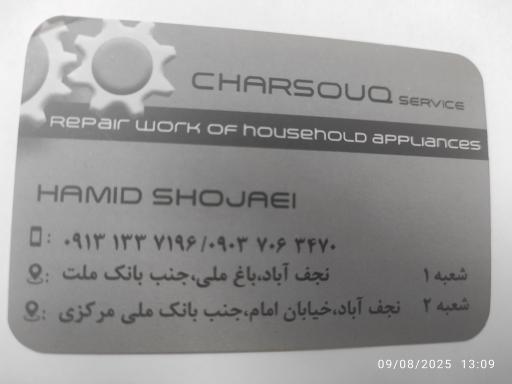 CHARSOUQ SERVICE
Repair work of household appliances
HAMID SHOJAEI
۰۹۱۳ ۱۳۳ ۷۱۹۶ / ۰۹۰۳ ۷۰۶ ۳۴۷۰
شعبه ۱ نجف آباد،باغ ملی،جنب بانک ملت
شعبه ۲ نجف آباد،خیابان امام،جنب بانک ملی مرکزی
09/08/2025 13:09